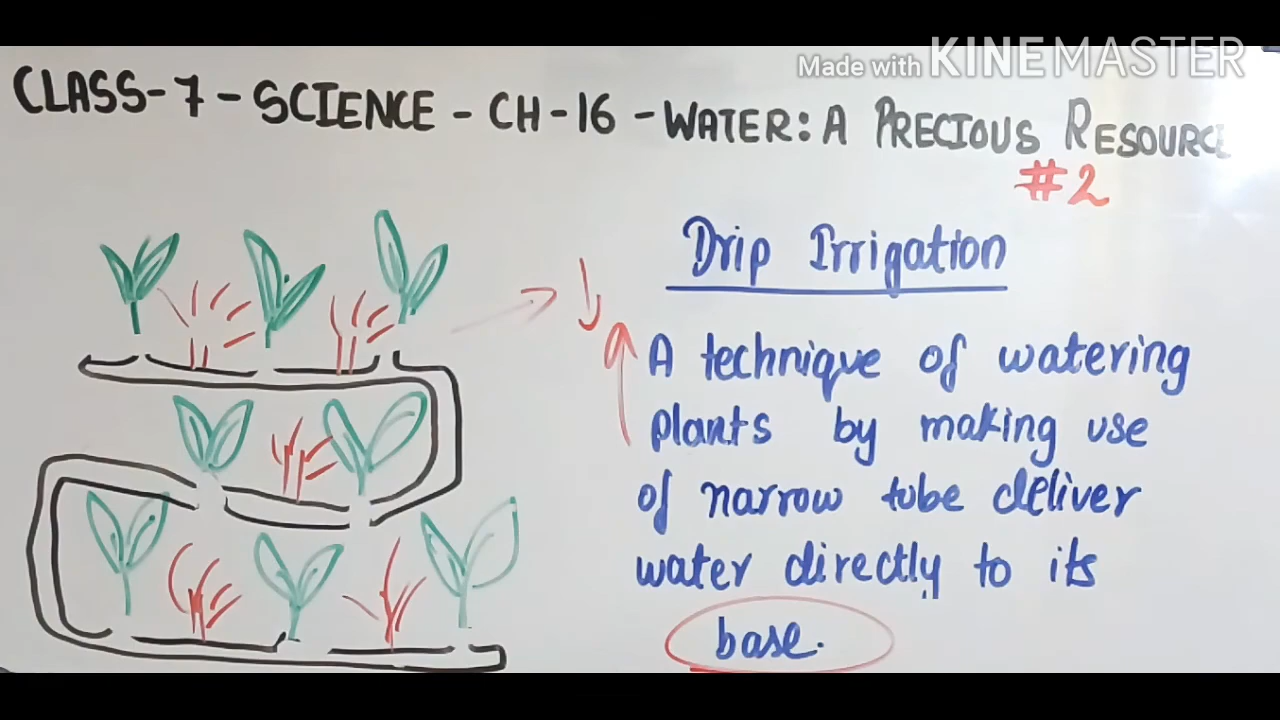 Made with KINEMASTER
CLASS-7-SCIENCE-CH-16-WATER: A PRECIOUS RESOURCE
#2
Drip Irrigation
A technique of watering
plants by making use
of narrow tube deliver
water directly to its
base.